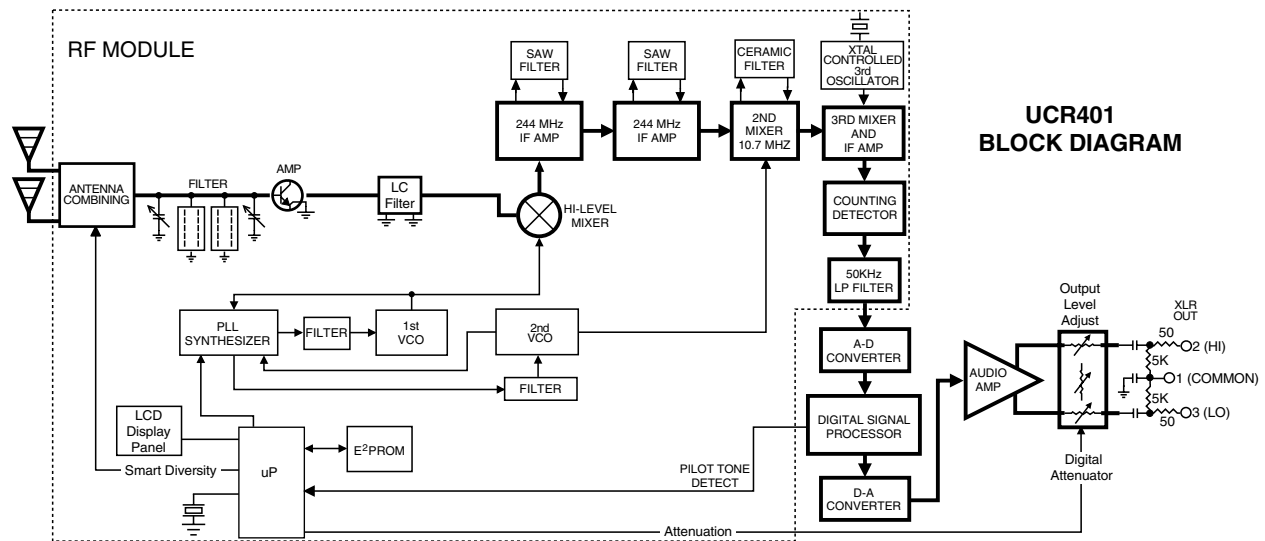 RF MODULE
UCR401
BLOCK DIAGRAM
SAW
FILTER
SAW
FILTER
CERAMIC
FILTER
XTAL
CONTROLLED
3rd
OSCILLATOR
244 MHz
IF AMP
244 MHz
IF AMP
2ND
MIXER
10.7 MHZ
3RD MIXER
AND
IF AMP
ANTENNA
COMBINING
FILTER
AMP
LC
Filter
HI-LEVEL
MIXER
COUNTING
DETECTOR
50KHz
LP FILTER
PLL
SYNTHESIZER
FILTER
1st
VCO
2nd
VCO
FILTER
A-D
CONVERTER
Output
Level
Adjust
XLR
OUT
50
2 (HI)
5K
1 (COMMON)
5K
3 (LO)
50
AUDIO
AMP
LCD
Display
Panel
uP
E2PROM
DIGITAL SIGNAL
PROCESSOR
Smart Diversity
PILOT TONE
DETECT
D-A
CONVERTER
Digital
Attenuator
Attenuation